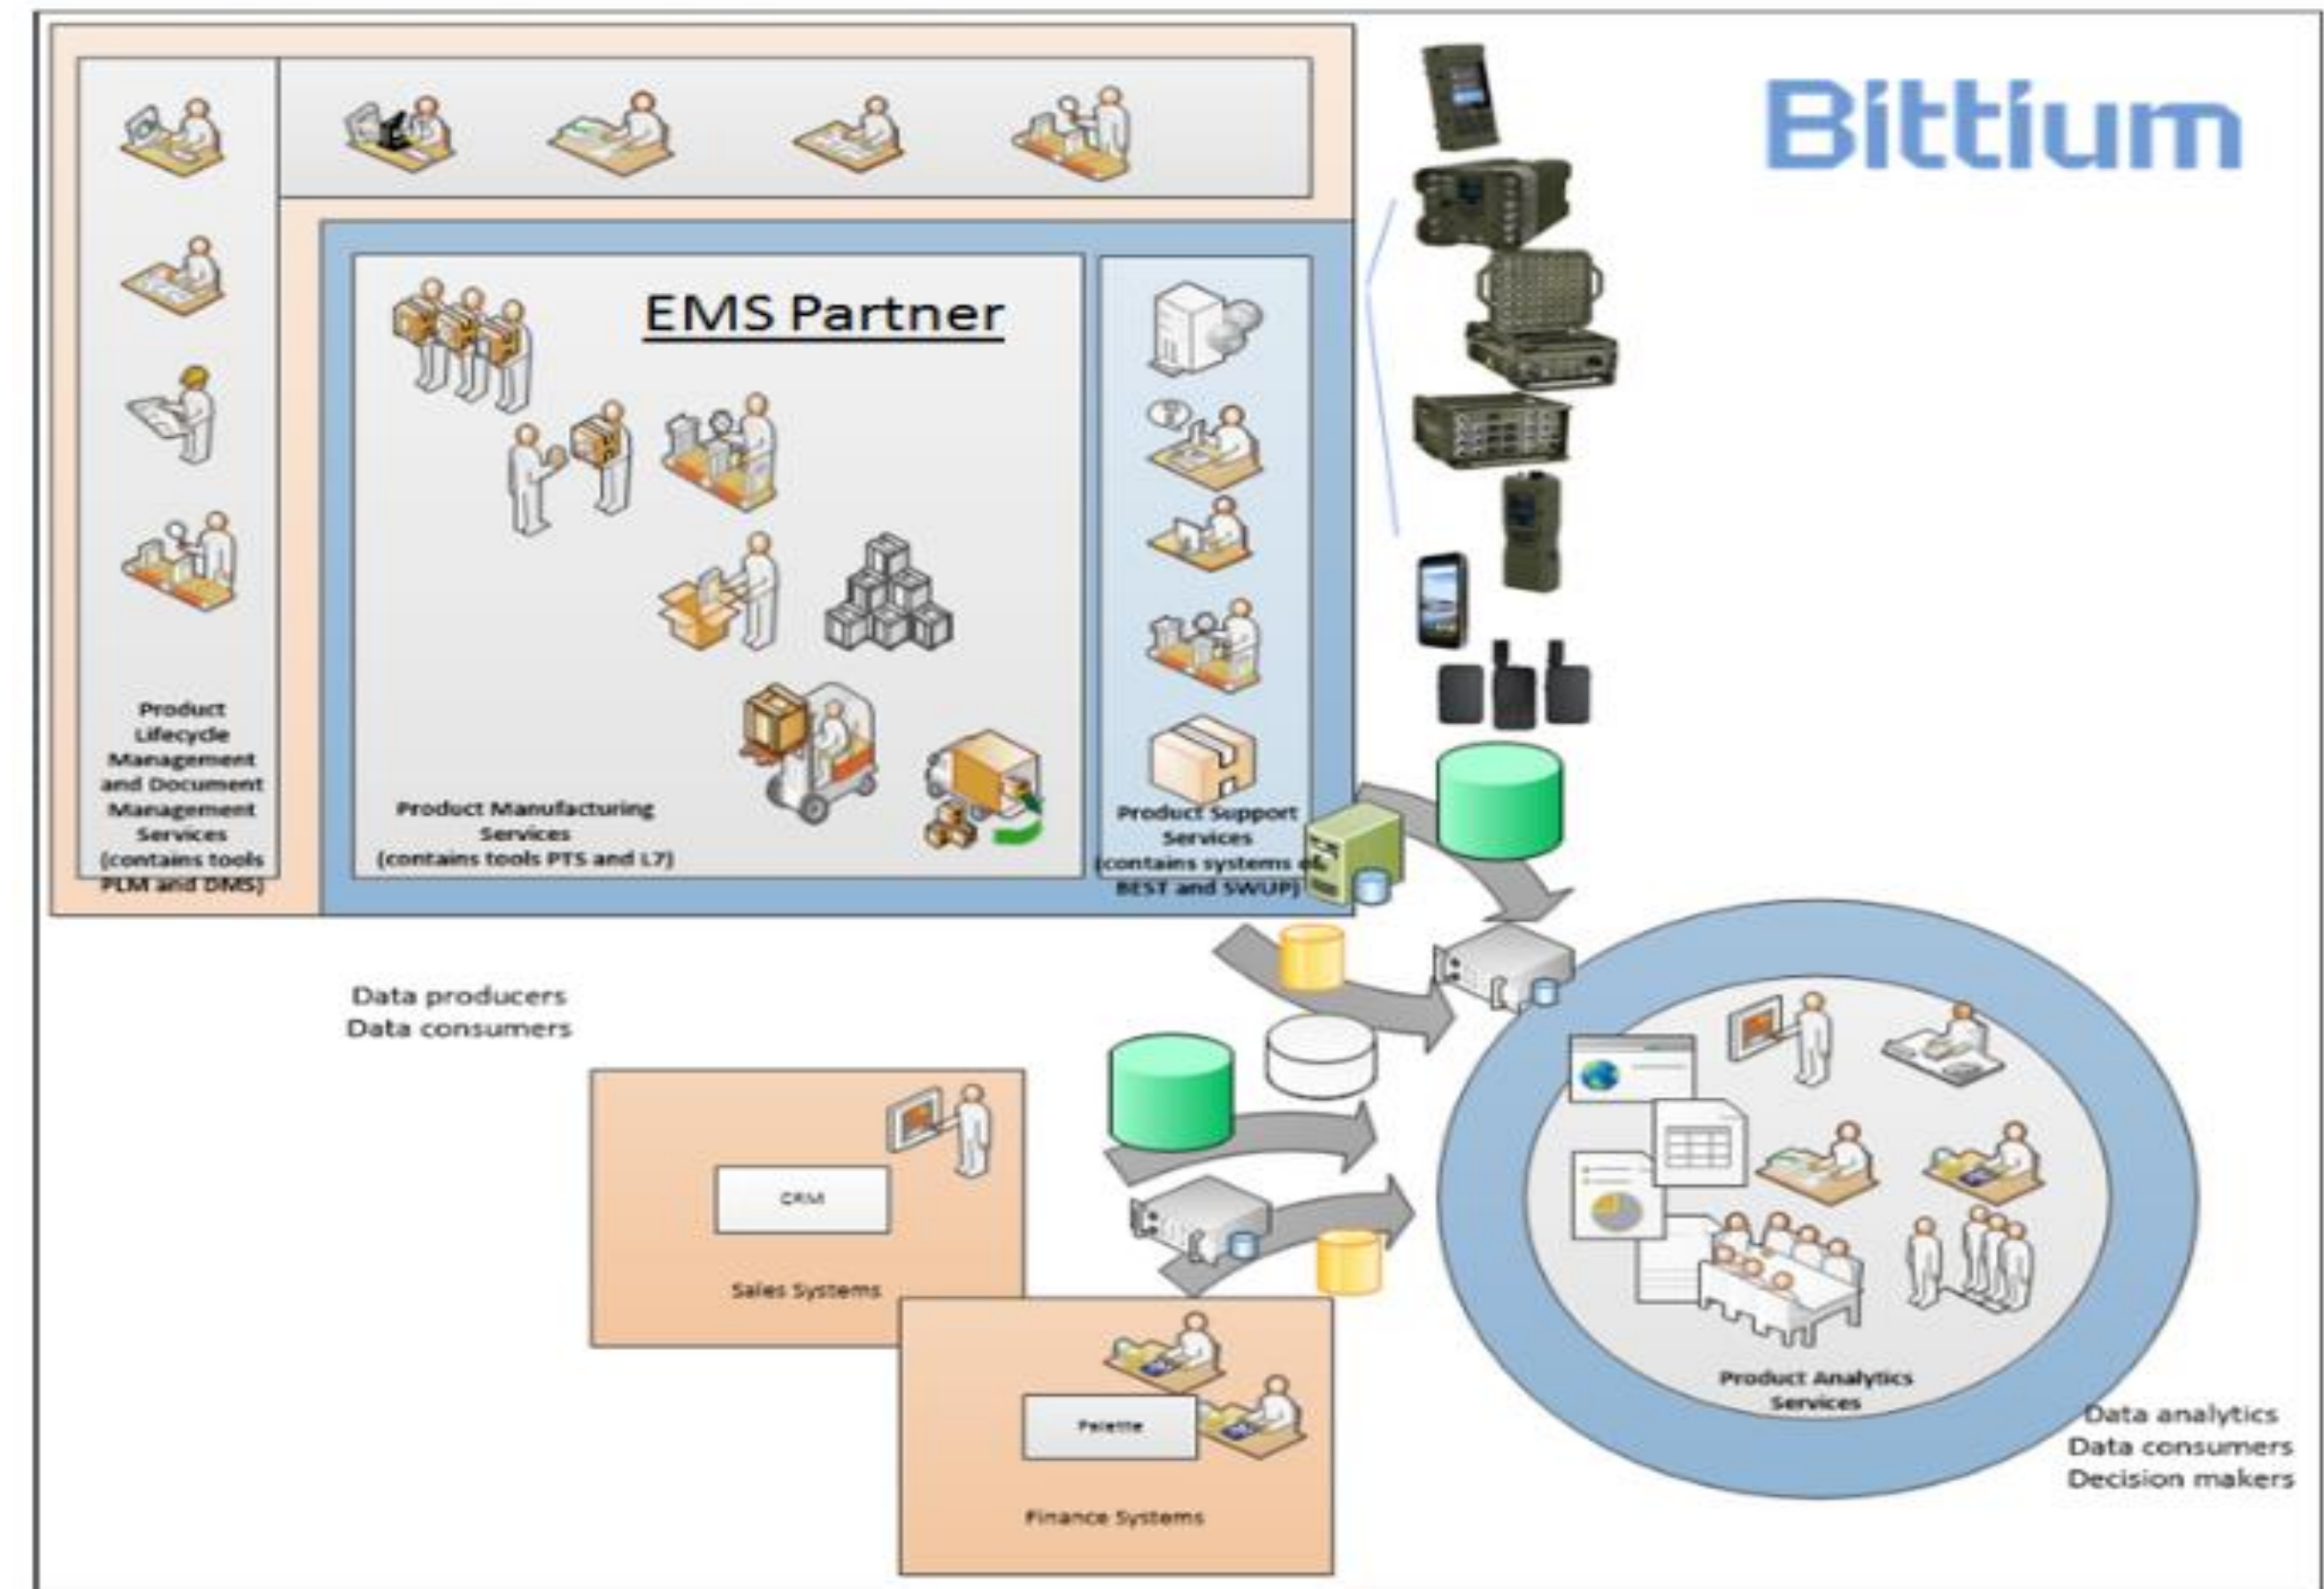 Bittium
EMS Partner
Product
Lifecycle
Management
and Document
Management
Services
(contains tools
PLM and DMS)
Product Manufacturing
Services
(contains tools PTS and L7)
Product Support
Services
(contains systems of
BEST and SWUP)
Data producers
Data consumers
CRM
Sales Systems
Palette
Finance Systems
Product Analytics
Services
Data analytics
Data consumers
Decision makers